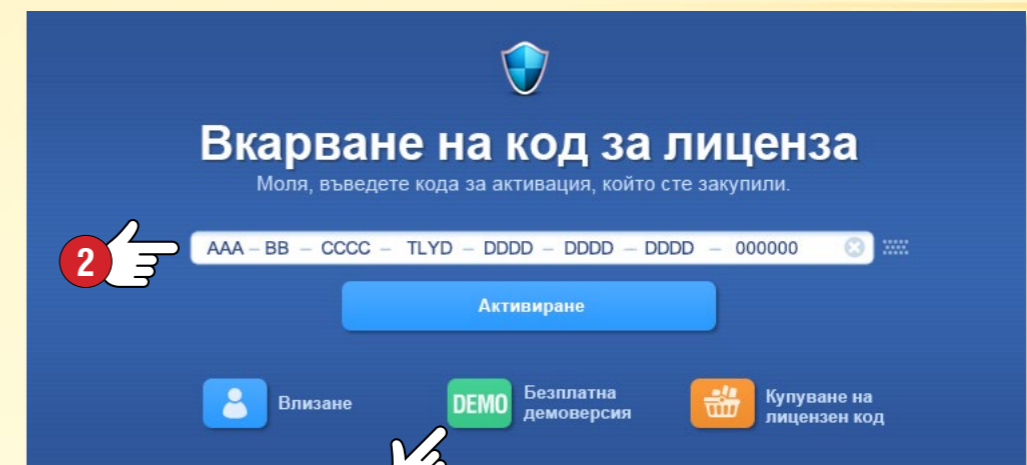 Вкарване на код за лиценза
Моля, въведете кода за активация, който сте закупили.
2
AAA – BB – CCCC – TLYD – DDDD – DDDD – DDDD – 000000
Активиране
Влизане
DEMO
Безплатна
демоверсия
Купуване на
лицензен код